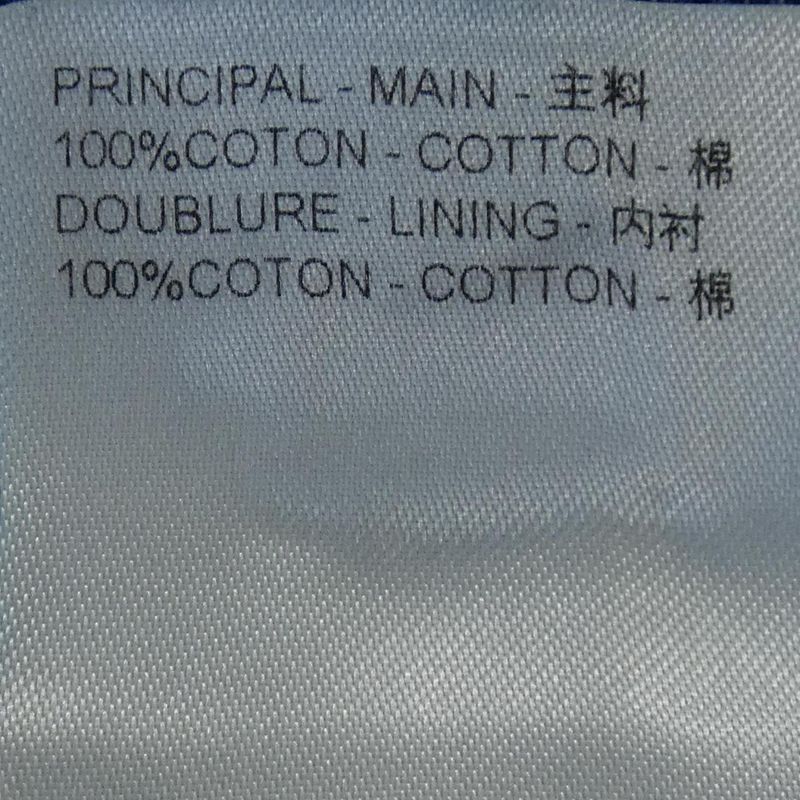 PRINCIPAL - MAIN - 主料
100%COTON - COTTON - 棉
DOUBLURE - LINING - 内衬
100%COTON - COTTON - 棉